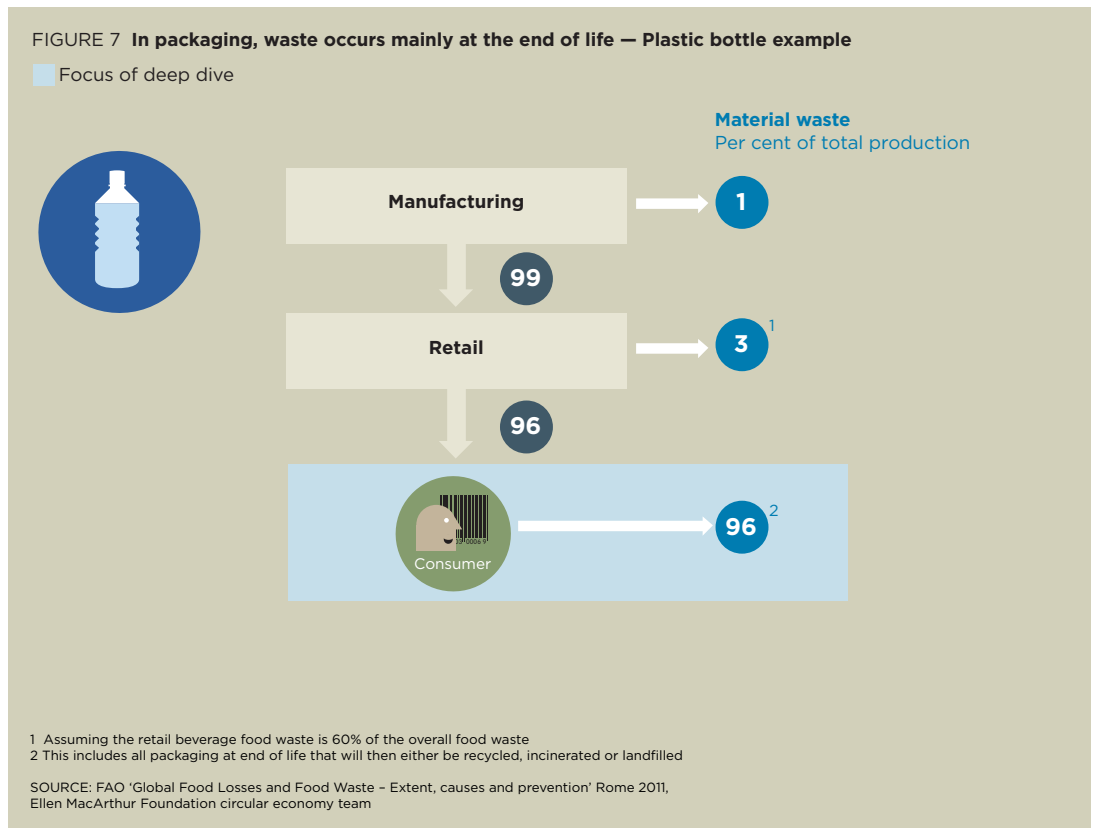 FIGURE 7 In packaging, waste occurs mainly at the end of life — Plastic bottle example
Focus of deep dive
Material waste
Per cent of total production
Manufacturing
1
99
Retail
3 1
96
Consumer
96 2
1 Assuming the retail beverage food waste is 60% of the overall food waste
2 This includes all packaging at end of life that will then either be recycled, incinerated or landfilled
SOURCE: FAO ‘Global Food Losses and Food Waste – Extent, causes and prevention’ Rome 2011,
Ellen MacArthur Foundation circular economy team